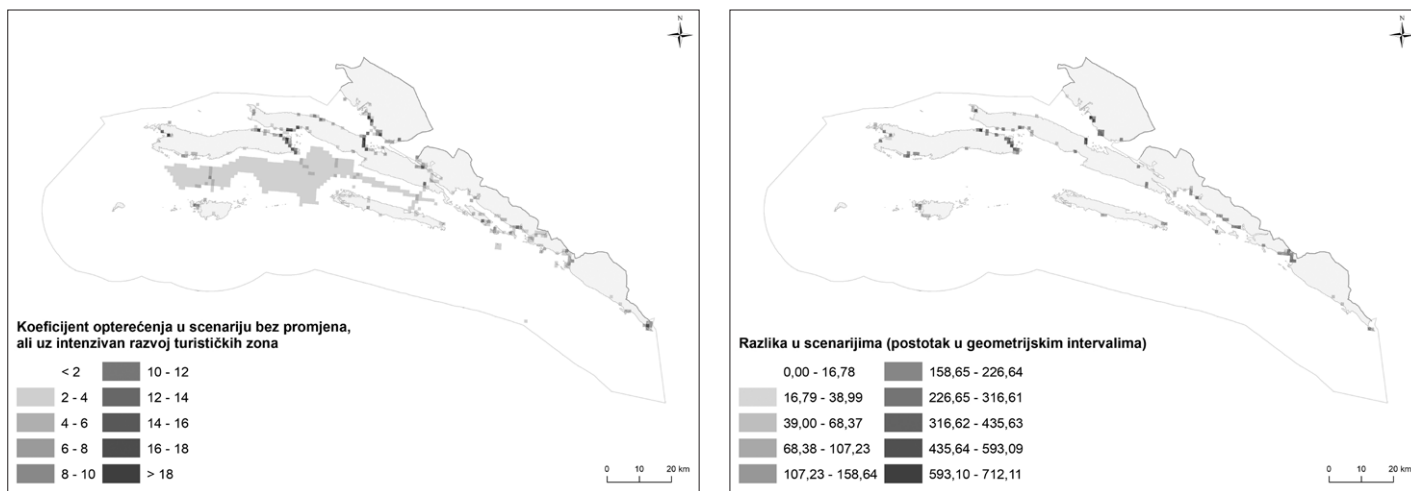 N
Koeficijent opterećenja u scenariju bez promjena,
ali uz intenzivan razvoj turističkih zona
< 2
2 - 4
4 - 6
6 - 8
8 - 10
10 - 12
12 - 14
14 - 16
16 - 18
> 18
0 10 20 km
N
Razlika u scenarijima (postotak u geometrijskim intervalima)
0,00 - 16,78
16,79 - 38,99
39,00 - 68,37
68,38 - 107,23
107,23 - 158,64
158,65 - 226,64
226,65 - 316,61
316,62 - 435,63
435,64 - 593,09
593,10 - 712,11
0 10 20 km